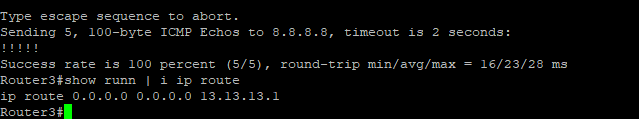 Type escape sequence to abort.
Sending 5, 100-byte ICMP Echos to 8.8.8.8, timeout is 2 seconds:
!!!!!
Success rate is 100 percent (5/5), round-trip min/avg/max = 16/23/28 ms
Router3#show runn | i ip route
ip route 0.0.0.0 0.0.0.0 13.13.13.1
Router3#